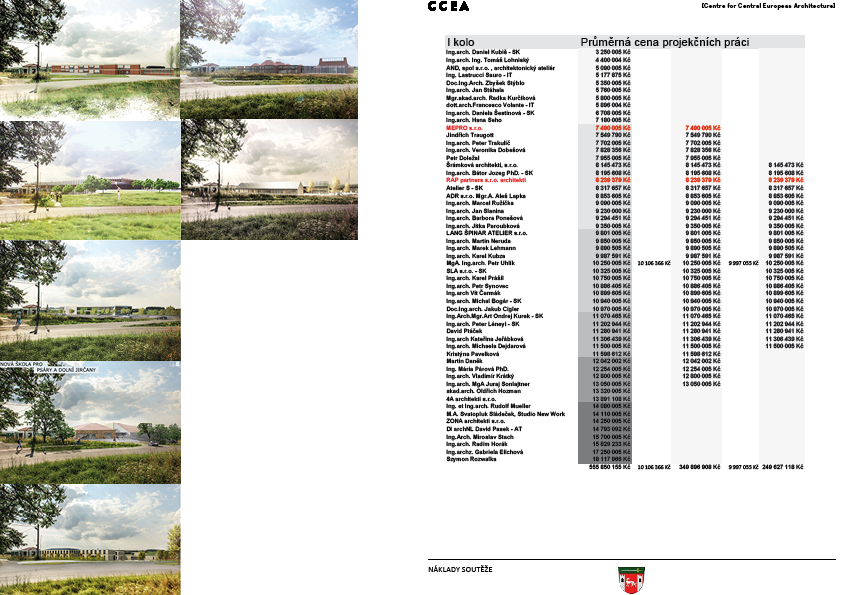 CCEA
[Centre for Central European Architecture]
I kolo Průměrná cena projekčních prací
Ing.arch. Daniel Kubiš - SK 3 250 005 Kč
Ing.arch. Ing. Tomáš Lohniský 4 400 004 Kč
AND, spol s.r.o. , architektonický ateliér 5 090 005 Kč
Ing. Lastrucci Sauro - IT 5 177 875 Kč
Doc.Ing.Arch. Zbyšek Stýblo 5 350 005 Kč
Ing.arch. Jan Stáhala 5 760 005 Kč
Mgr.akad.arch. Radka Kurčíková 5 800 005 Kč
dott.arch.Francesco Volante - IT 5 896 004 Kč
Ing.arch. Daniela Šestinová - SK 6 709 005 Kč
Ing.arch. Hana Seho 7 180 005 Kč
MEPRO s.r.o. 7 490 005 Kč 7 490 005 Kč
Jindřich Traugott 7 549 790 Kč 7 549 790 Kč
Ing.arch. Peter Trakulič 7 702 005 Kč 7 702 005 Kč
Ing.arch. Veronika Dobešová 7 828 356 Kč 7 828 356 Kč
Petr Doležal 7 955 005 Kč 7 955 005 Kč
Šrámková architekti, s.r.o. 8 145 473 Kč 8 145 473 Kč 8 145 473 Kč
Ing.arch. Bátor Jozeg PhD. - SK 8 195 608 Kč 8 195 608 Kč 8 195 608 Kč
RAP partners s.r.o. architekti 8 239 379 Kč 8 239 379 Kč 8 239 379 Kč
Atelier S - SK 8 317 657 Kč 8 317 657 Kč 8 317 657 Kč
ADR s.r.o. Mgr.A. Aleš Lapka 8 853 605 Kč 8 853 605 Kč 8 853 605 Kč
Ing.arch. Marcel Ružička 9 090 005 Kč 9 090 005 Kč 9 090 005 Kč
Ing.arch. Jan Slanina 9 230 000 Kč 9 230 000 Kč 9 230 000 Kč
Ing.arch. Barbora Ponešová 9 294 451 Kč 9 294 451 Kč 9 294 451 Kč
Ing.arch. Jitka Paroubková 9 350 005 Kč 9 350 005 Kč 9 350 005 Kč
LANG ŠPINAR ATELIER s.r.o. 9 801 005 Kč 9 801 005 Kč 9 801 005 Kč
Ing.arch. Martin Neruda 9 850 005 Kč 9 850 005 Kč 9 850 005 Kč
Ing.arch. Marek Lehmann 9 890 505 Kč 9 890 505 Kč 9 890 505 Kč
Ing.arch. Karel Kubza 9 987 591 Kč 9 987 591 Kč 9 987 591 Kč
MgA. Ing.arch. Petr Uhlík 10 250 005 Kč 10 106 366 Kč 10 250 005 Kč 9 997 055 Kč 10 250 005 Kč
SLA s.r.o. - SK 10 325 005 Kč 10 325 005 Kč 10 325 005 Kč
Ing.arch. Karel Prášil 10 750 005 Kč 10 750 005 Kč 10 750 005 Kč
Ing.arch. Petr Synovec 10 886 405 Kč 10 886 405 Kč 10 886 405 Kč
Ing.arch Vít Čermák 10 899 605 Kč 10 899 605 Kč 10 899 605 Kč
Ing.arch. Michal Bogár - SK 10 940 005 Kč 10 940 005 Kč 10 940 005 Kč
Doc.Ing.arch. Jakub Cigler 10 970 005 Kč 10 970 005 Kč 10 970 005 Kč
Ing.Arch.Mgr.Art Ondrej Kurek - SK 11 070 465 Kč 11 070 465 Kč 11 070 465 Kč
Ing.arch. Peter Lényei - SK 11 202 944 Kč 11 202 944 Kč 11 202 944 Kč
David Ptáček 11 280 941 Kč 11 280 941 Kč 11 280 941 Kč
Ing.arch Kateřina Jeřábková 11 306 439 Kč 11 306 439 Kč 11 306 439 Kč
Ing.arch. Michaela Dejdarová 11 500 005 Kč 11 500 005 Kč 11 500 005 Kč
Kristýna Pavelková 11 598 612 Kč 11 598 612 Kč
Martin Daněk 12 042 002 Kč 12 042 002 Kč
Ing. Mária Párová PhD. 12 254 005 Kč 12 254 005 Kč
Ing.arch. Vladimír Krátký 12 800 005 Kč 12 800 005 Kč
Ing.arch. MgA Juraj Sonlajtner 13 050 005 Kč 13 050 005 Kč
akad.arch. Oldřich Hozman 13 320 005 Kč
4A architekti s.r.o. 13 891 108 Kč
Ing. et Ing.arch. Rudolf Mueller 14 080 005 Kč
M.A. Svatopluk Sládeček, Studio New Work 14 110 005 Kč
ZONA architekti s.r.o. 14 250 005 Kč
Di archNL David Pasek - AT 14 793 092 Kč
Ing.Arch. Miroslav Stach 15 700 005 Kč
Ing.arch. Radim Horák 15 829 233 Kč
Ing.archz. Gabriela Elichová 17 250 005 Kč
Szymon Rozwalka 18 117 866 Kč
555 850 155 Kč 10 106 366 Kč 349 896 908 Kč 9 997 055 Kč 249 627 118 Kč
NOVÁ ŠKOLA PRO
PSÁRY A DOLNÍ JIRČANY
NÁKLADY SOUTĚŽE